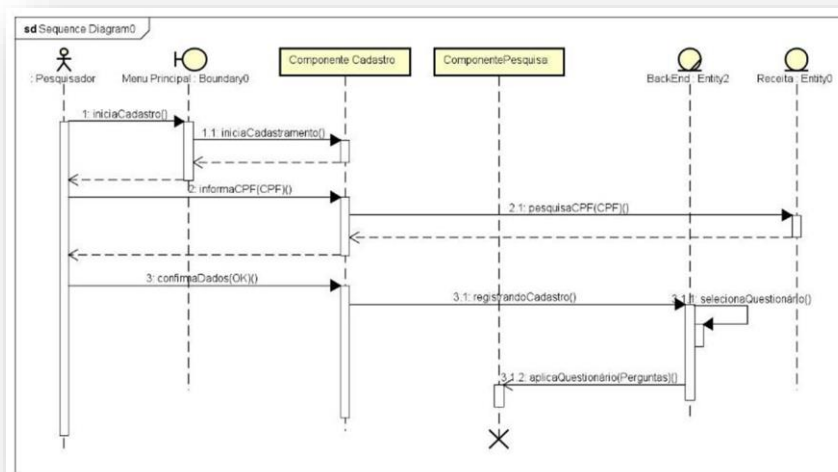 sd Sequence Diagram0
: Pesquisador
Menu Principal : Boundary0
Componente Cadastro
ComponentePesquisa
BackEnd : Entity2
Receita : Entity0
1: iniciaCadastro()
1.1: iniciaCadastramento()
2: informaCPF(CPF)()
2.1: pesquisaCPF(CPF)()
3: confirmaDados(OK)()
3.1: registrandoCadastro()
3.1.1: selecionaQuestionário()
3.1.2: aplicaQuestionário(Perguntas)()